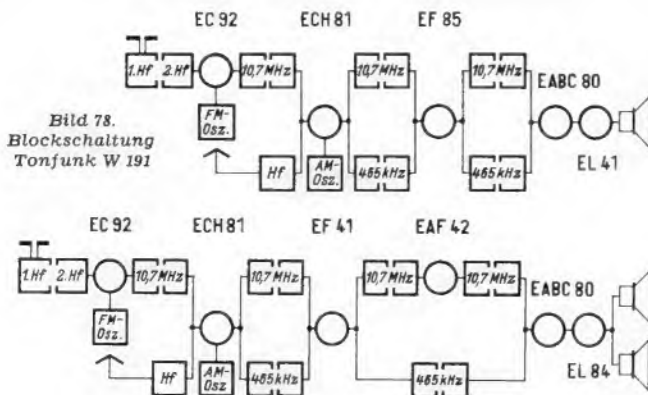 EC 92 ECH 81 EF 85
1.Hf 2.Hf 10,7 MHz 10,7 MHz 10,7 MHz
EABC 80
FM-
Osz.
Bild 78.
Blockschaltung
Tonfunk W 191
Hf AM-
Osz. 465 kHz 465 kHz
EL 41
EC 92 ECH 81 EF 41 EAF 42
1.Hf 2.Hf 10,7 MHz 10,7 MHz 10,7 MHz 10,7 MHz
EABC 80
FM-
Osz.
Hf AM-
Osz. 465 kHz 465 kHz
EL 84